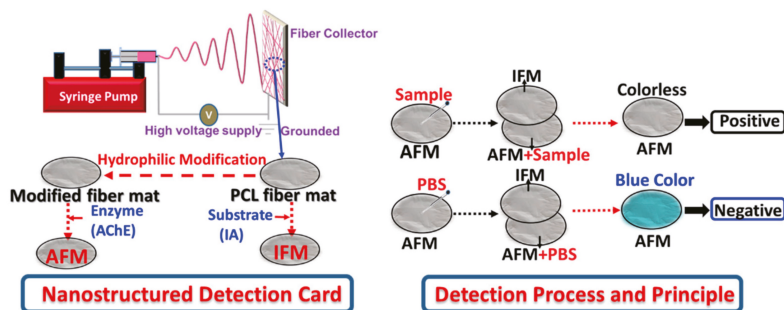 Fiber Collector
Syringe Pump
V
High voltage supply
Grounded
Hydrophilic Modification
Modified fiber mat
PCL fiber mat
Enzyme
(AChE)
Substrate
(IA)
AFM
IFM
Nanostructured Detection Card
Sample
AFM
IFM
AFM+Sample
Colorless
AFM
Positive
PBS
AFM
IFM
AFM+PBS
Blue Color
AFM
Negative
Detection Process and Principle